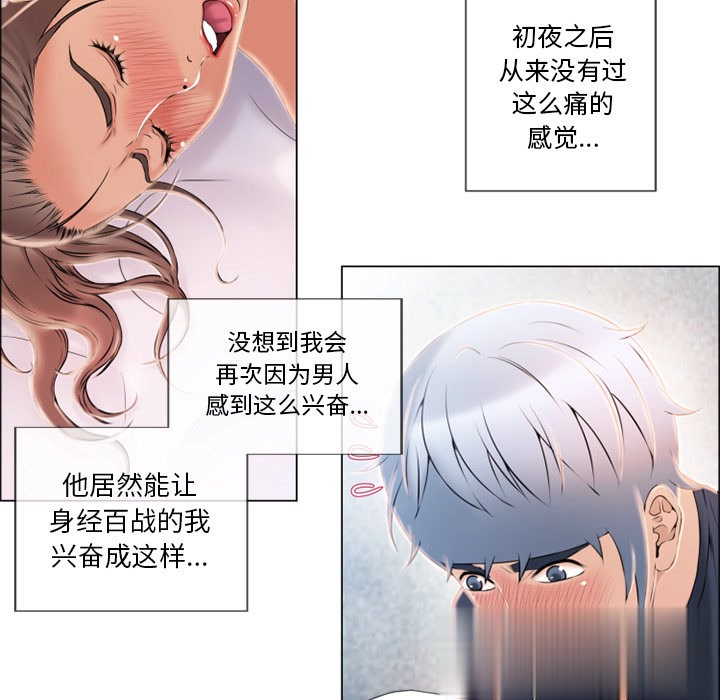 初夜之后
从来没有过
这么痛的
感觉...
没想到我会
再次因为男人
感到这么兴奋...
他居然能让
身经百战的我
兴奋成这样...